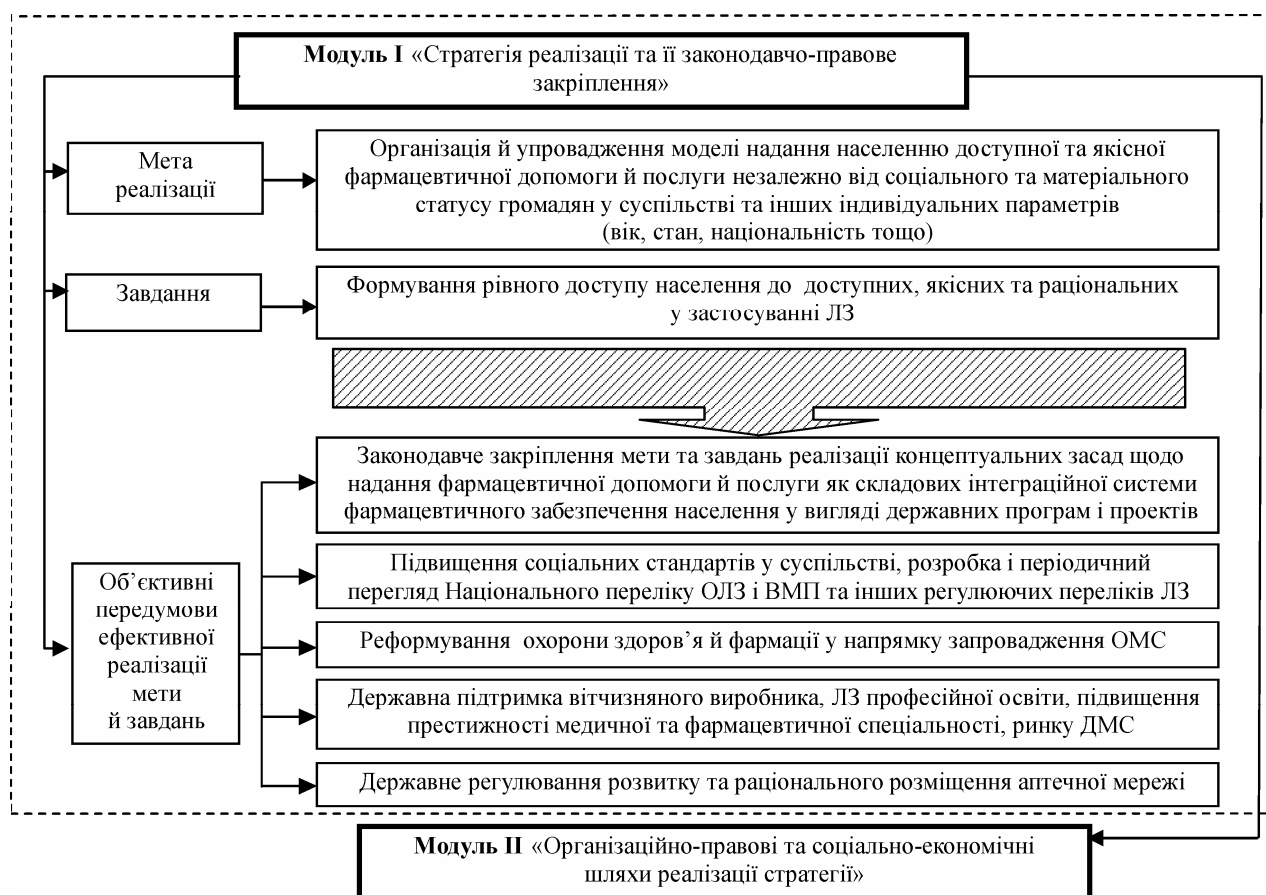 Модуль I «Стратегія реалізації та її законодавчо-правове
закріплення»
Мета
реалізації
Організація й упровадження моделі надання населенню доступної та якісної
фармацевтичної допомоги й послуги незалежно від соціального та матеріального
статусу громадян у суспільстві та інших індивідуальних параметрів
(вік, стан, національність тощо)
Завдання
Формування рівного доступу населення до доступних, якісних та раціональних
у застосуванні ЛЗ
Об’єктивні
передумови
ефективної
реалізації
мети
й завдань
Законодавче закріплення мети та завдань реалізації концептуальних засад щодо
надання фармацевтичної допомоги й послуги як складових інтеграційної системи
фармацевтичного забезпечення населення у вигляді державних програм і проектів
Підвищення соціальних стандартів у суспільстві, розробка і періодичний
перегляд Національного переліку ОЛЗ і ВМП та інших регулюючих переліків ЛЗ
Реформування охорони здоров’я й фармації у напрямку запровадження ОМС
Державна підтримка вітчизняного виробника, ЛЗ професійної освіти, підвищення
престижності медичної та фармацевтичної спеціальності, ринку ДМС
Державне регулювання розвитку та раціонального розміщення аптечної мережі
Модуль II «Організаційно-правові та соціально-економічні
шляхи реалізації стратегії»